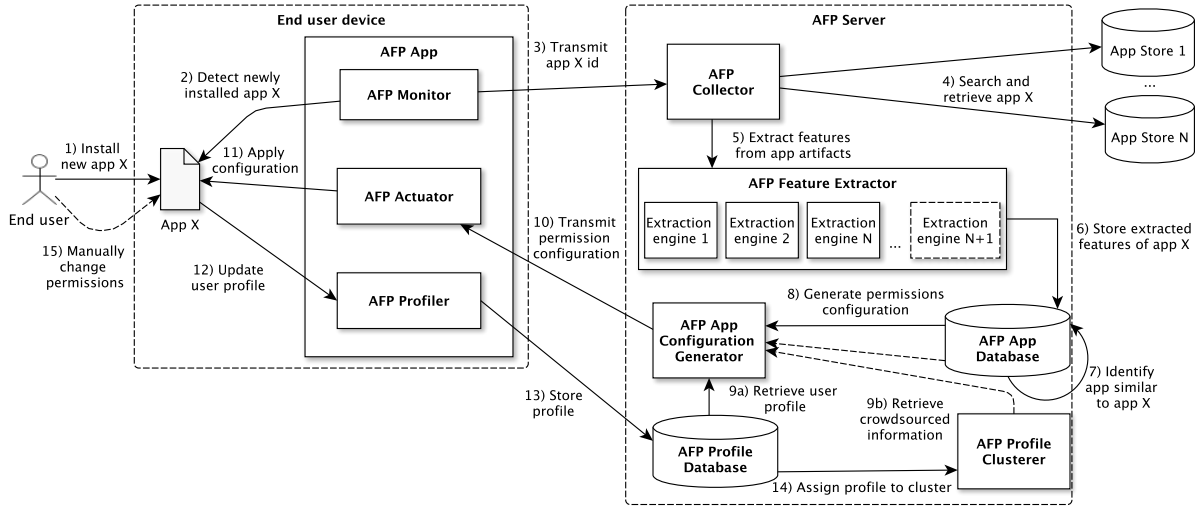 End user device
AFP Server
AFP App
AFP Monitor
AFP Actuator
AFP Profiler
1) Install
new app X
2) Detect newly
installed app X
3) Transmit
app X id
AFP
Collector
4) Search and
retrieve app X
App Store 1
...
App Store N
5) Extract features
from app artifacts
AFP Feature Extractor
Extraction
engine 1
Extraction
engine 2
Extraction
engine N
...
Extraction
engine N+1
6) Store extracted
features of app X
End user
App X
11) Apply
configuration
10) Transmit
permission
configuration
15) Manually
change
permissions
12) Update
user profile
8) Generate permissions
configuration
AFP App
Configuration
Generator
AFP App
Database
7) Identify
app similar
to app X
13) Store
profile
9a) Retrieve user
profile
9b) Retrieve
crowdsourced
information
AFP Profile
Database
AFP Profile
Clusterer
14) Assign profile to cluster